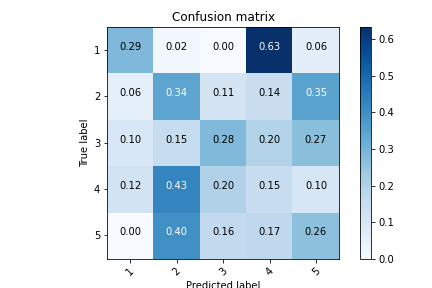 Confusion matrix
1 0.29 0.02 0.00 0.63 0.06
2 0.06 0.34 0.11 0.14 0.35
3 0.10 0.15 0.28 0.20 0.27
4 0.12 0.43 0.20 0.15 0.10
5 0.00 0.40 0.16 0.17 0.26
1 2 3 4 5
True label
Predicted label
0.6
0.5
0.4
0.3
0.2
0.1
0.0